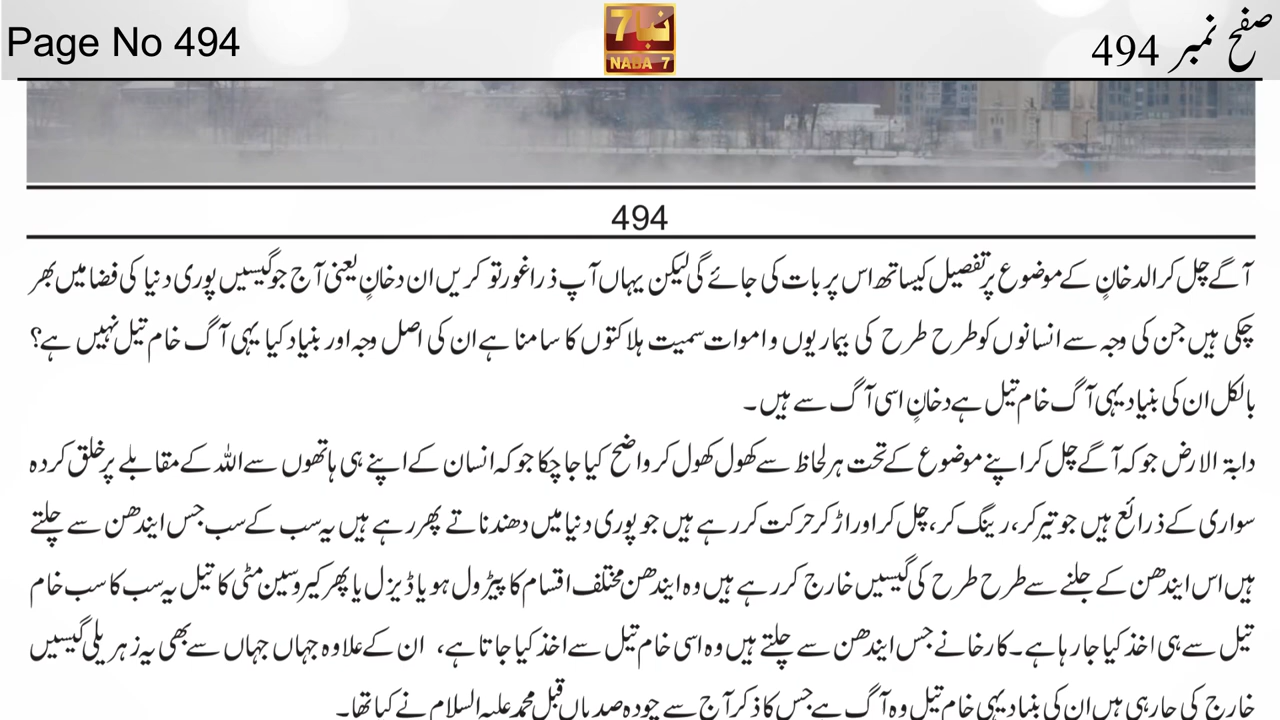 Page No 494
نبا 7
NABA 7
صفحہ نمبر 494
494
آگے چل کر الدخانٍ کے موضوع پر تفصیل کیساتھ اس پر بات کی جائے گی لیکن یہاں آپ ذرا غور تو کریں ان دخانٍ یعنی آج جو گیسیں پوری دنیا کی فضا میں بھر
چکی ہیں جن کی وجہ سے انسانوں کو طرح طرح کی بیماریوں و اموات سمیت ہلاکتوں کا سامنا ہے ان کی اصل وجہ اور بنیاد کیا یہی آگ خام تیل نہیں ہے؟
بالکل ان کی بنیاد یہی آگ خام تیل ہے دخانٍ اسی آگ سے ہیں۔
دابۃ الارض جو کہ آگے چل کر اپنے موضوع کے تحت ہر لحاظ سے کھول کھول کر واضح کیا جا چکا جو کہ انسان کے اپنے ہی ہاتھوں سے اللہ کے مقابلے پر خلق کردہ
سواری کے ذرائع ہیں جو تیر کر، رینگ کر، چل کر اور اڑ کر حرکت کر رہے ہیں جو پوری دنیا میں دھندناتے پھر رہے ہیں یہ سب کے سب جس ایندھن سے چلتے
ہیں اس ایندھن کے جلنے سے طرح طرح کی گیسیں خارج کر رہے ہیں وہ ایندھن مختلف اقسام کا پیٹرول ہو یا ڈیزل یا پھر کیروسین مٹی کا تیل یہ سب کا سب خام
تیل سے ہی اخذ کیا جا رہا ہے۔ کارخانے جس ایندھن سے چلتے ہیں وہ اسی خام تیل سے اخذ کیا جاتا ہے، ان کے علاوہ جہاں جہاں سے بھی یہ زہریلی گیسیں
خارج کی جا رہی ہیں ان کی بنیاد یہی خام تیل وہ آگ ہے جس کا ذکر آج سے چودہ صدیاں قبل محمد علیہ السلام نے کیا تھا۔